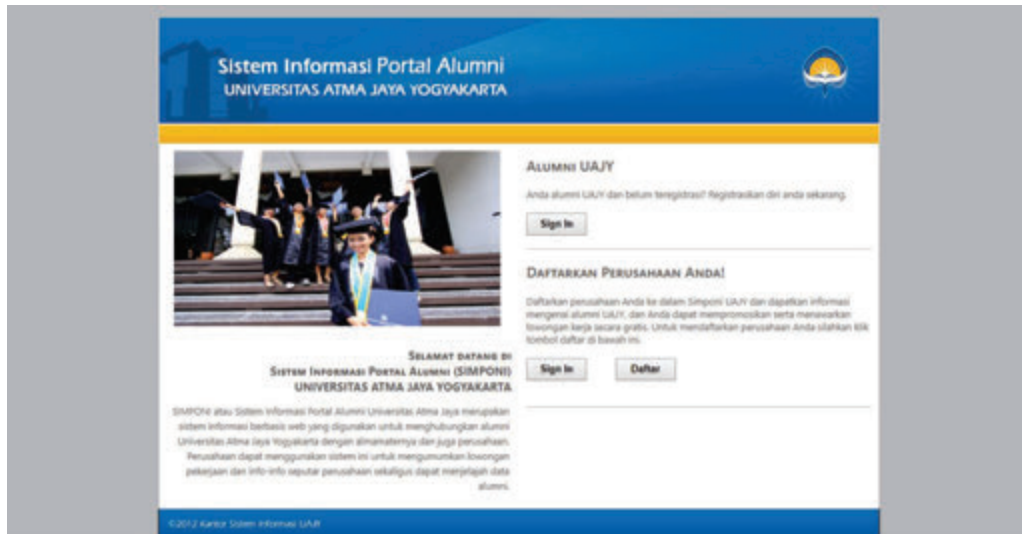 Sistem Informasi Portal Alumni
UNIVERSITAS ATMA JAYA YOGYAKARTA
ALUMNI UAJY
Anda alumni UAJY dan belum teregistrasi? Registrasikan diri anda sekarang.
Sign In
DAFTARKAN PERUSAHAAN ANDA!
Daftarkan perusahaan Anda ke dalam Simponi UAJY dan dapatkan informasi
mengenai alumni UAJY, dan Anda dapat mempromosikan serta menawarkan
lowongan kerja secara gratis. Untuk mendaftarkan perusahaan Anda silahkan klik
tombol daftar di bawah ini.
Sign In Daftar
SELAMAT DATANG DI
SISTEM INFORMASI PORTAL ALUMNI (SIMPONI)
UNIVERSITAS ATMA JAYA YOGYAKARTA
SIMPONI atau Sistem Informasi Portal Alumni Universitas Atma Jaya merupakan
sistem informasi berbasis web yang digunakan untuk menghubungkan alumni
Universitas Atma Jaya Yogyakarta dengan almamaternya dan juga perusahaan.
Perusahaan dapat menggunakan sistem ini untuk mengumumkan lowongan
pekerjaan dan info-info seputar perusahaan sekaligus dapat menjelajah data
alumni.
©2012 Kantor Sistem Informasi UAJY